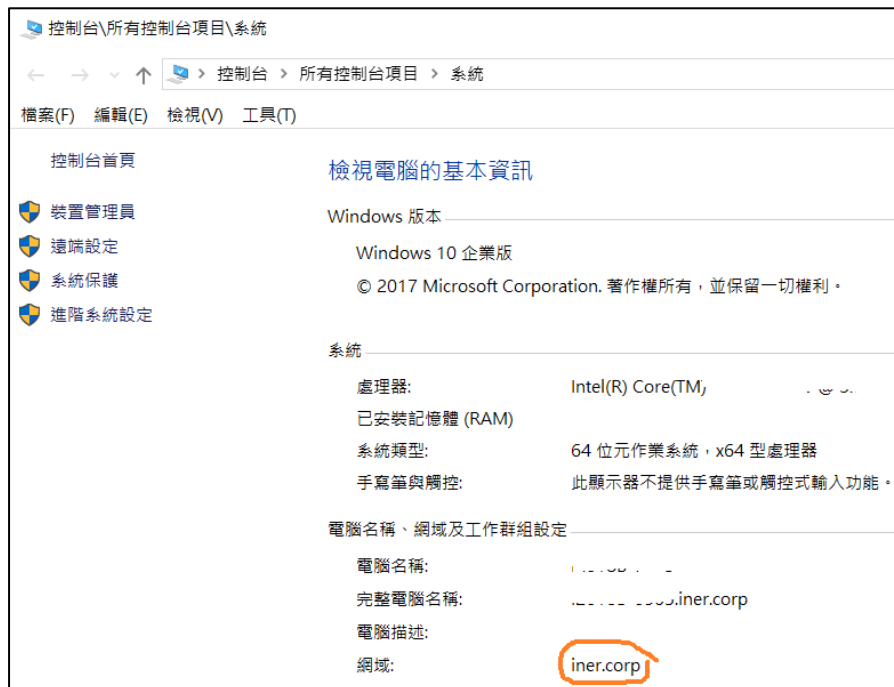 控制台\所有控制台項目\系統
控制台 > 所有控制台項目 > 系統
檔案(F) 編輯(E) 檢視(V) 工具(T)
控制台首頁
裝置管理員
遠端設定
系統保護
進階系統設定
檢視電腦的基本資訊
Windows 版本
Windows 10 企業版
© 2017 Microsoft Corporation. 著作權所有，並保留一切權利。
系統
處理器: Intel(R) Core(TM)
已安裝記憶體 (RAM)
系統類型: 64 位元作業系統，x64 型處理器
手寫筆與觸控: 此顯示器不提供手寫筆或觸控式輸入功能。
電腦名稱、網域及工作群組設定
電腦名稱:
完整電腦名稱: .iner.corp
電腦描述:
網域: iner.corp